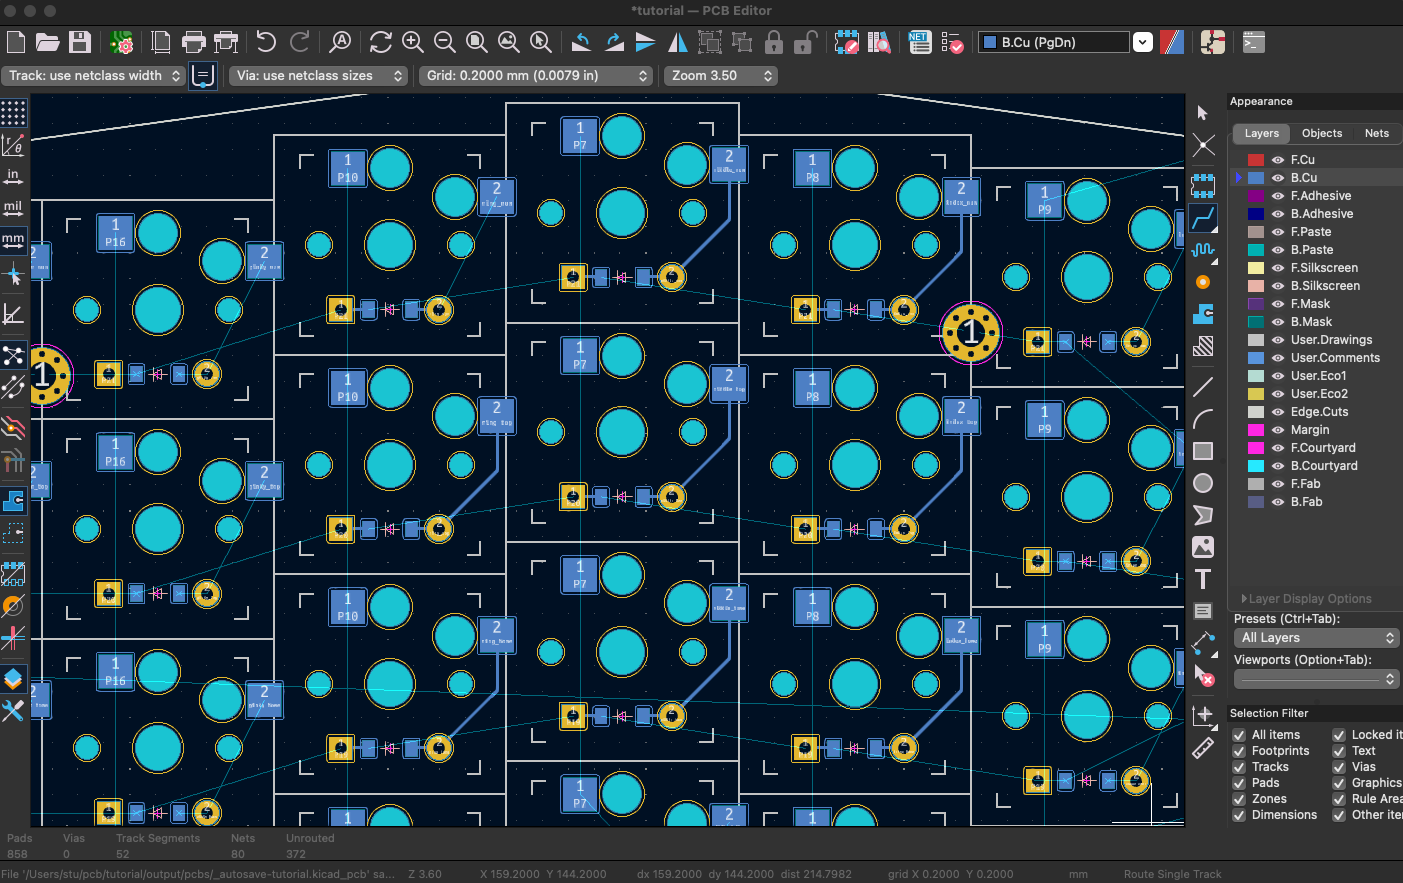 *tutorial — PCB Editor
B.Cu (PgDn)
Track: use netclass width
Via: use netclass sizes
Grid: 0.2000 mm (0.0079 in)
Zoom 3.50
in
mil
mm
NET
Appearance
Layers Objects Nets
F.Cu
B.Cu
F.Adhesive
B.Adhesive
F.Paste
B.Paste
F.Silkscreen
B.Silkscreen
F.Mask
B.Mask
User.Drawings
User.Comments
User.Eco1
User.Eco2
Edge.Cuts
Margin
F.Courtyard
B.Courtyard
F.Fab
B.Fab
Layer Display Options
Presets (Ctrl+Tab):
All Layers
Viewports (Option+Tab):
Selection Filter
All items Locked it
Footprints Text
Tracks Vias
Pads Graphics
Zones Rule Area
Dimensions Other ite
1
P7
2
1
P10
2
1
P8
2
1
P9
1
P16
2
2
1
1
1
P7
2
1
P10
2
1
P8
2
1
P9
1
P16
2
2
1
P7
2
1
P10
2
1
P8
2
1
P9
1
P16
2
2
1
P7
2
1
1
Pads Vias Track Segments Nets Unrouted
858 0 52 80 372
File '/Users/stu/pcb/tutorial/output/pcbs/_autosave-tutorial.kicad_pcb' sa... Z 3.60 X 159.2000 Y 144.2000 dx 159.2000 dy 144.2000 dist 214.7982 grid X 0.2000 Y 0.2000 mm Route Single Track